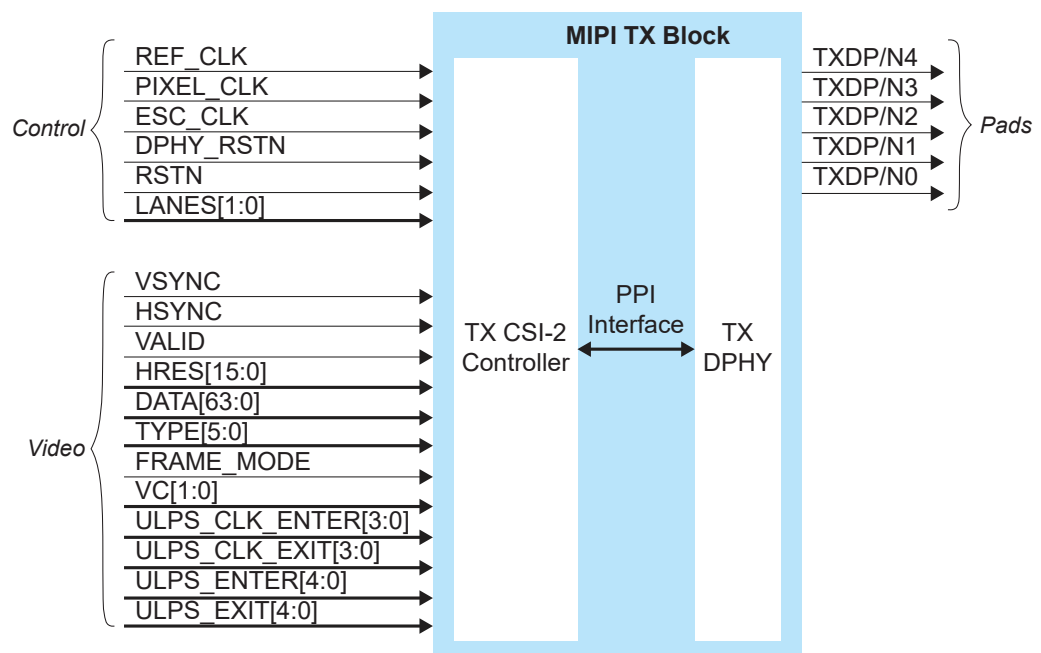 MIPI TX Block
Control
REF_CLK
PIXEL_CLK
ESC_CLK
DPHY_RSTN
RSTN
LANES[1:0]
TXDP/N4
TXDP/N3
TXDP/N2
TXDP/N1
TXDP/N0
Pads
Video
VSYNC
HSYNC
VALID
HRES[15:0]
DATA[63:0]
TYPE[5:0]
FRAME_MODE
VC[1:0]
ULPS_CLK_ENTER[3:0]
ULPS_CLK_EXIT[3:0]
ULPS_ENTER[4:0]
ULPS_EXIT[4:0]
TX CSI-2
Controller
PPI
Interface
TX
DPHY